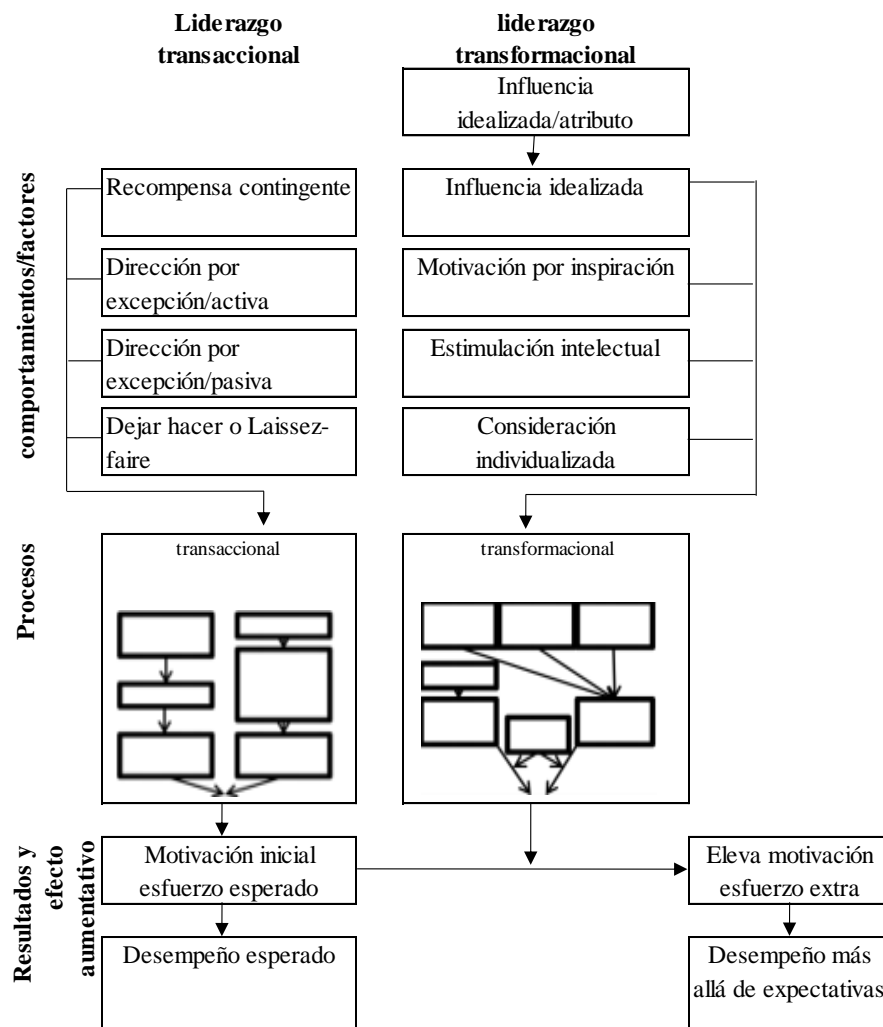 Liderazgo
transaccional
liderazgo
transformacional
Influencia
idealizada/atributo
comportamientos/factores
Recompensa contingente
Influencia idealizada
Dirección por
excepción/activa
Motivación por inspiración
Dirección por
excepción/pasiva
Estimulación intelectual
Dejar hacer o Laissez-
faire
Consideración
individualizada
Procesos
transaccional
transformacional
Resultados y
efecto
aumentativo
Motivación inicial
esfuerzo esperado
Eleva motivación
esfuerzo extra
Desempeño esperado
Desempeño más
allá de expectativas